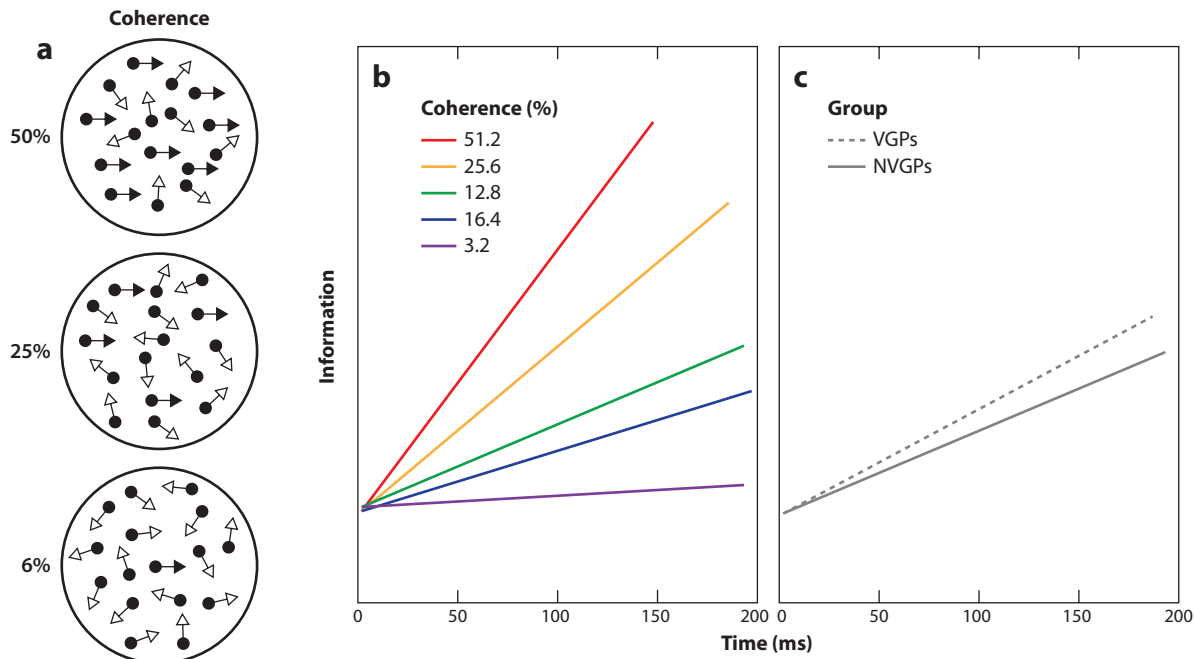 Coherence
a
50%
25%
6%
b
Coherence (%)
51.2
25.6
12.8
16.4
3.2
Information
0
50
100
150
200
c
Group
VGPs
NVGPs
0
50
100
150
200
Time (ms)